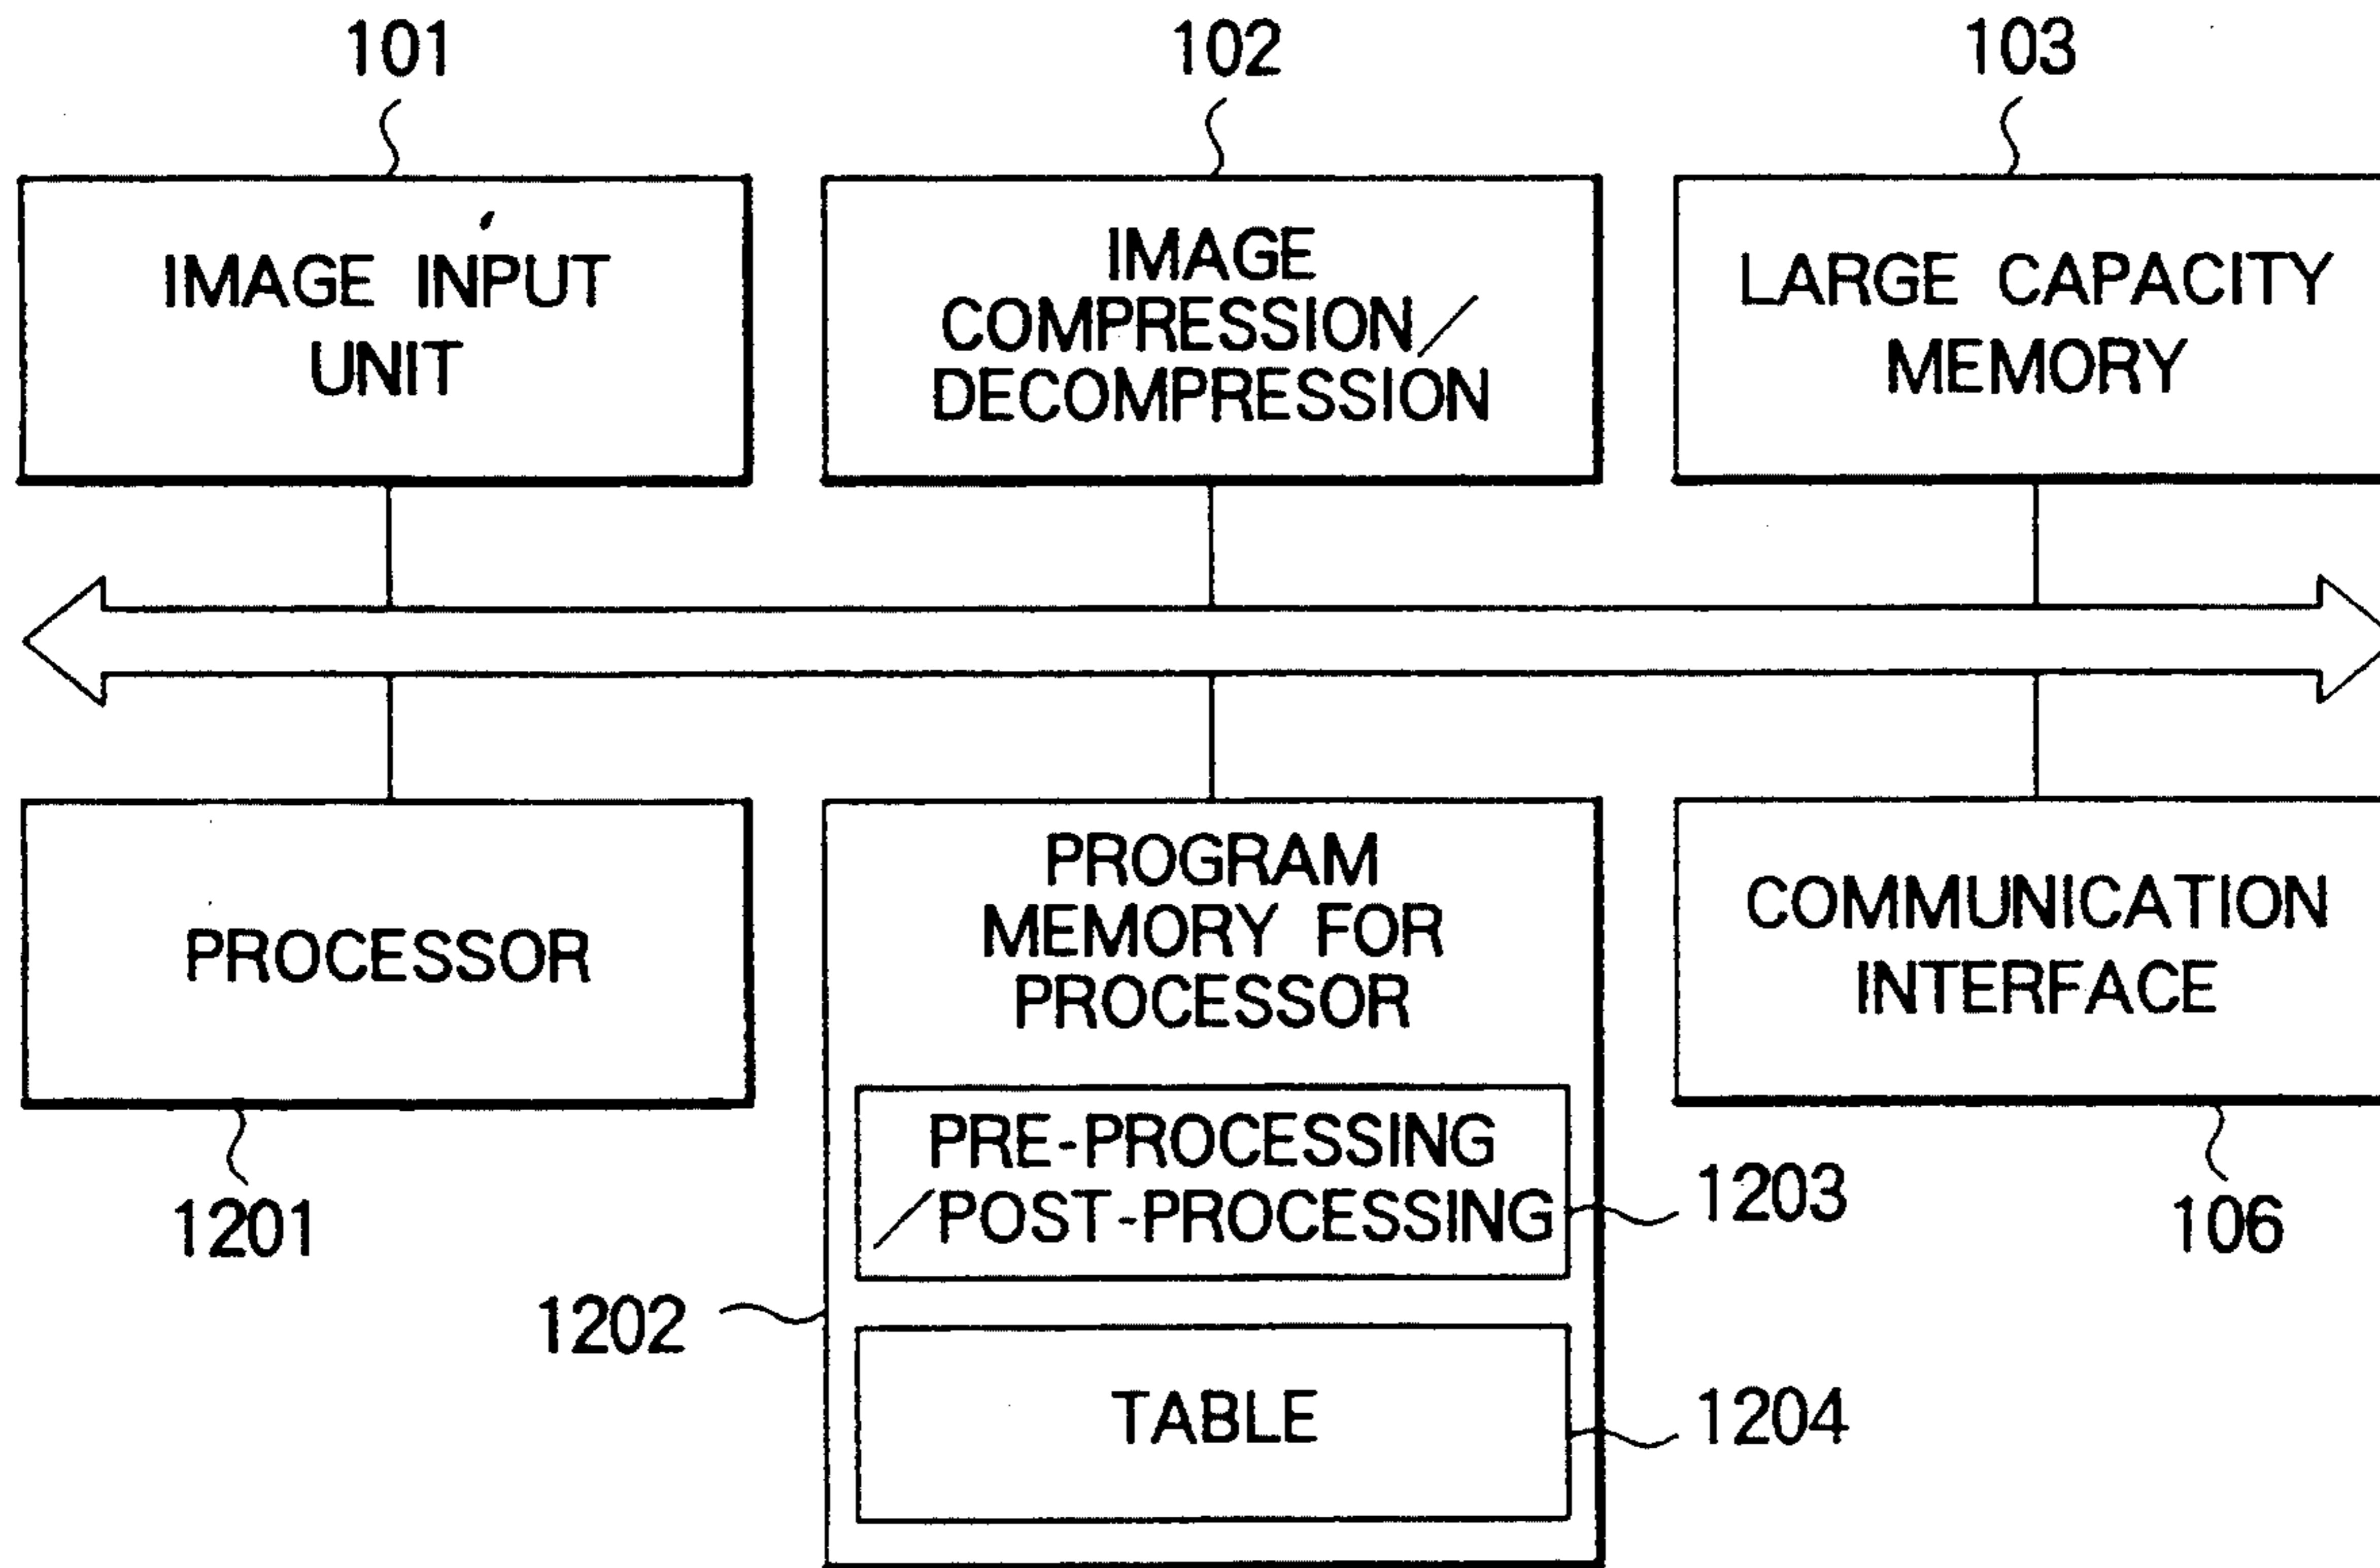 101
102
103
IMAGE INPUT
UNIT
IMAGE
COMPRESSION/
DECOMPRESSION
LARGE CAPACITY
MEMORY
PROCESSOR
PROGRAM
MEMORY FOR
PROCESSOR
COMMUNICATION
INTERFACE
PRE-PROCESSING
/POST-PROCESSING
TABLE
1201
1202
1203
1204
106